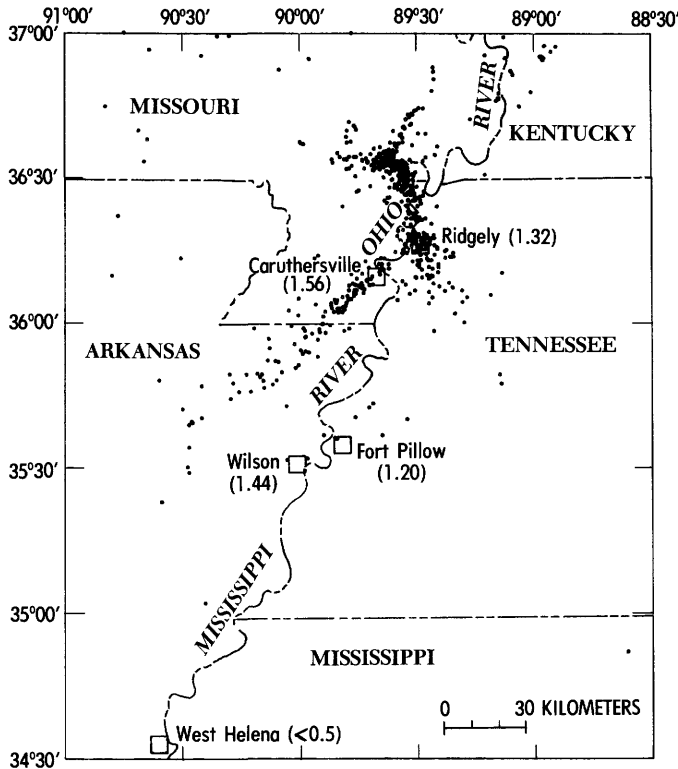 91°00' 90°30' 90°00' 89°30' 89°00' 88°30'
37°00'
MISSOURI
RIVER
KENTUCKY
36°30'
OHIO
Ridgely (1.32)
Caruthersville
(1.56)
36°00'
ARKANSAS
TENNESSEE
RIVER
Wilson
(1.44)
Fort Pillow
(1.20)
35°30'
MISSISSIPPI
35°00'
MISSISSIPPI
0 30 KILOMETERS
West Helena (<0.5)
34°30'